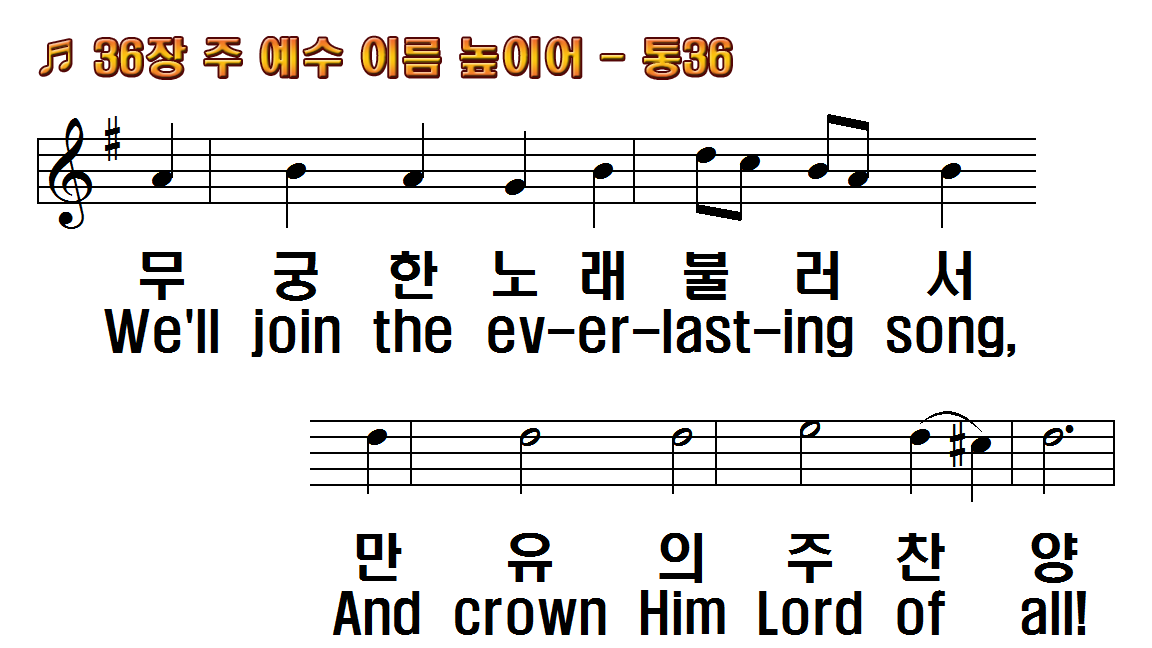 ♬ 36장 주 예수 이름 높이어 - 통36
무 궁 한 노 래 불 러 서
We'll join the ev-er-last-ing song,
만 유 의 주 찬 양
And crown Him Lord of all!